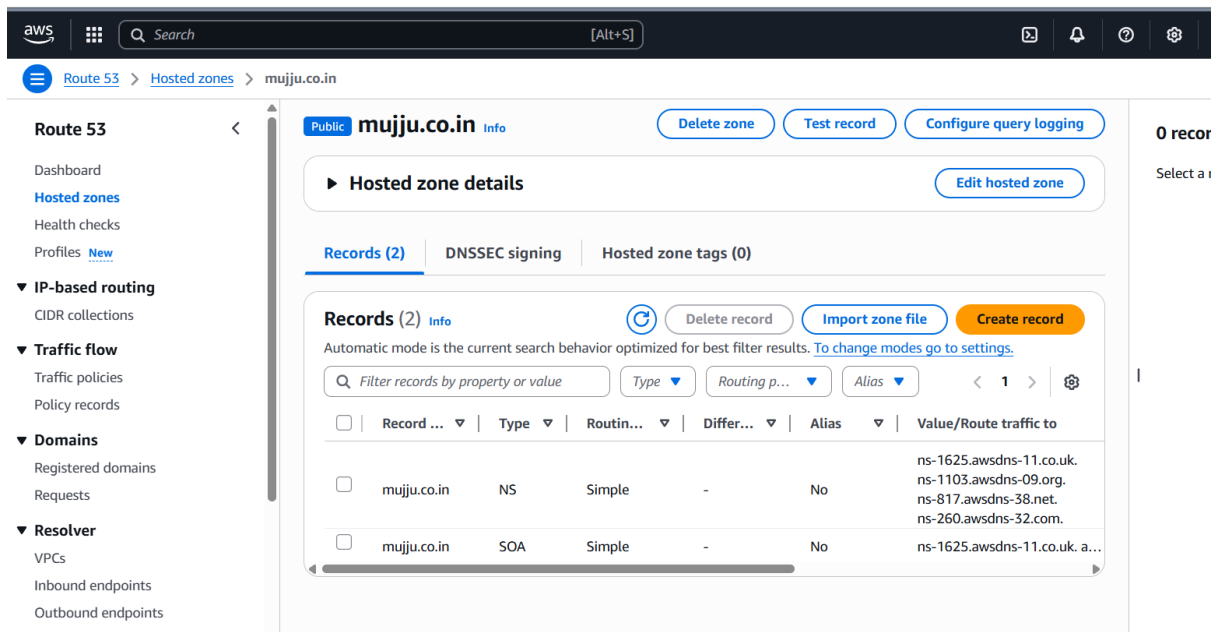 aws Search [Alt+S]
Route 53 > Hosted zones > mujju.co.in
Route 53
Dashboard
Hosted zones
Health checks
Profiles New
IP-based routing
CIDR collections
Traffic flow
Traffic policies
Policy records
Domains
Registered domains
Requests
Resolver
VPCs
Inbound endpoints
Outbound endpoints
Public mujju.co.in Info Delete zone Test record Configure query logging
Hosted zone details Edit hosted zone
Records (2) DNSSEC signing Hosted zone tags (0)
Records (2) Info Delete record Import zone file Create record
Automatic mode is the current search behavior optimized for best filter results. To change modes go to settings.
Filter records by property or value Type Routing p... Alias 1
Record ... Type Routin... Differ... Alias Value/Route traffic to
mujju.co.in NS Simple - No
ns-1625.awsdns-11.co.uk.
ns-1103.awsdns-09.org.
ns-817.awsdns-38.net.
ns-260.awsdns-32.com.
mujju.co.in SOA Simple - No ns-1625.awsdns-11.co.uk. a...
0 recor
Select a r